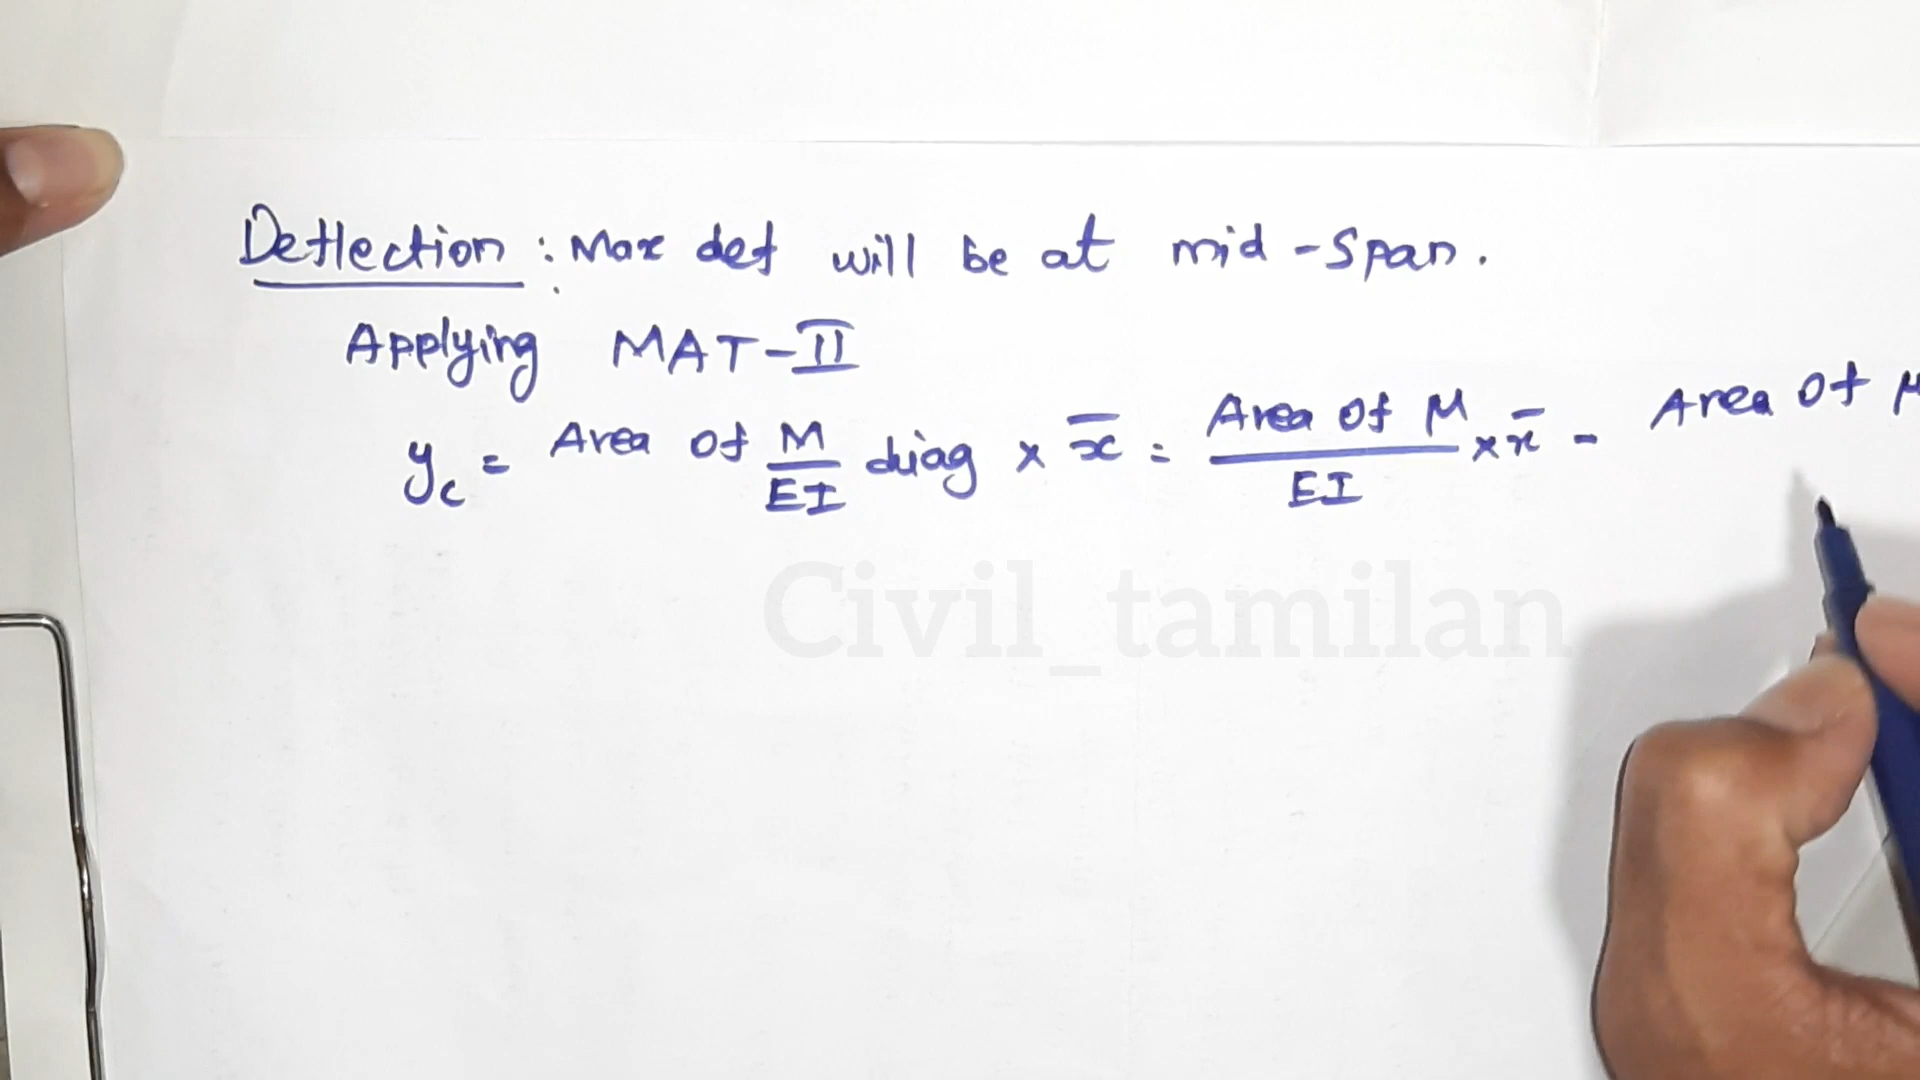 Deflection : Max def will be at mid-span.
Applying MAT-II
y_c = Area of M/EI diag × x̄ = Area of M/EI × x̄ - Area of M
Civil_tamilan